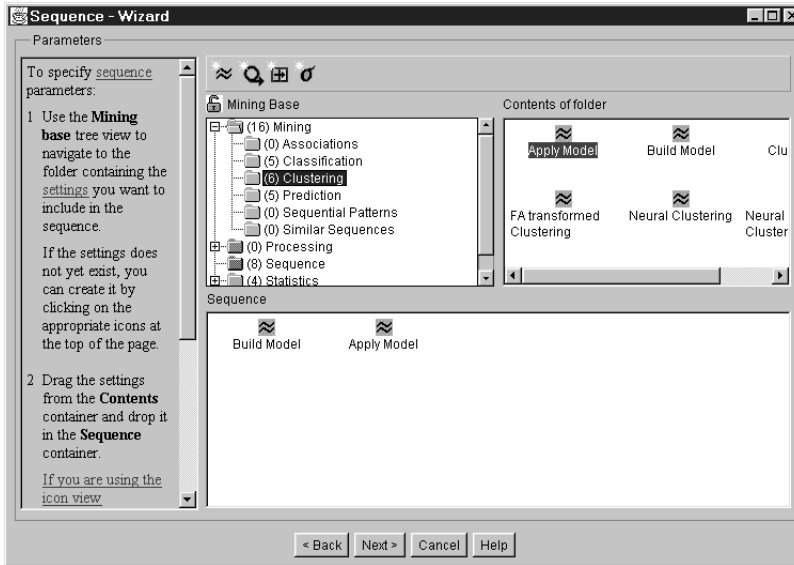 Sequence - Wizard
Parameters
To specify sequence
parameters:
1 Use the Mining
base tree view to
navigate to the
folder containing the
settings you want to
include in the
sequence.
If the settings does
not yet exist, you
can create it by
clicking on the
appropriate icons at
the top of the page.
2 Drag the settings
from the Contents
container and drop it
in the Sequence
container.
If you are using the
icon view
Mining Base
(16) Mining
(0) Associations
(5) Classification
(6) Clustering
(5) Prediction
(0) Sequential Patterns
(0) Similar Sequences
(0) Processing
(8) Sequence
(4) Statistics
Contents of folder
Apply Model
Build Model
Clu
FA transformed
Clustering
Neural Clustering
Neural
Cluster
Sequence
Build Model
Apply Model
< Back
Next >
Cancel
Help